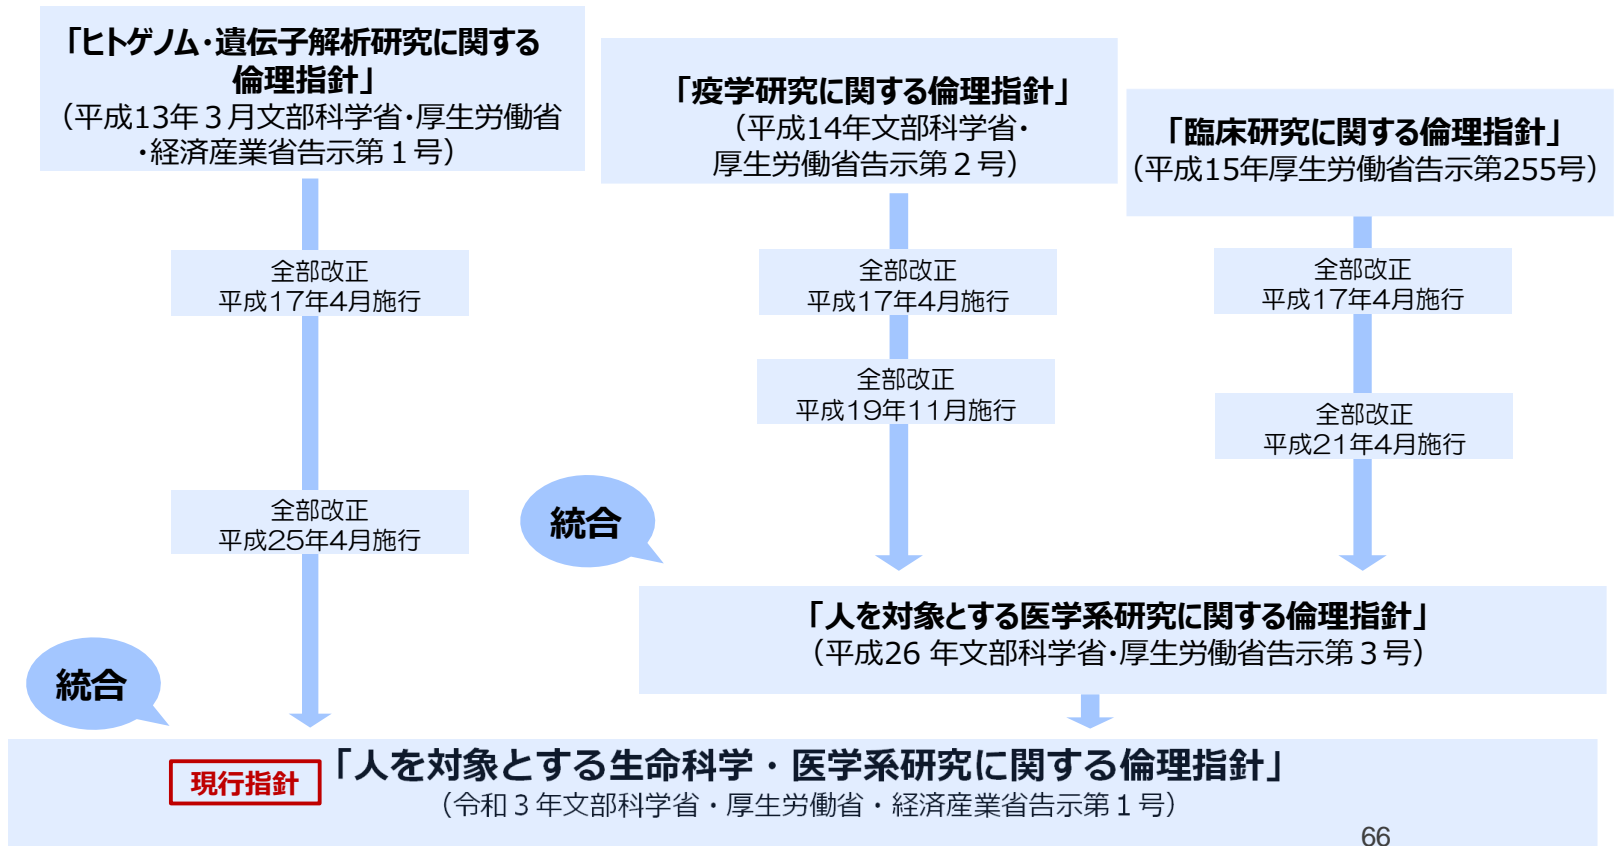 「ヒトゲノム・遺伝子解析研究に関する
倫理指針」
（平成13年３月文部科学省・厚生労働省
・経済産業省告示第１号）
「疫学研究に関する倫理指針」
（平成14年文部科学省・
厚生労働省告示第２号）
「臨床研究に関する倫理指針」
（平成15年厚生労働省告示第255号）
全部改正
平成17年4月施行
全部改正
平成17年4月施行
全部改正
平成17年4月施行
全部改正
平成19年11月施行
全部改正
平成21年4月施行
全部改正
平成25年4月施行
統合
「人を対象とする医学系研究に関する倫理指針」
（平成26 年文部科学省・厚生労働省告示第３号）
統合
現行指針
「人を対象とする生命科学・医学系研究に関する倫理指針」
（令和３年文部科学省・厚生労働省・経済産業省告示第１号）
66